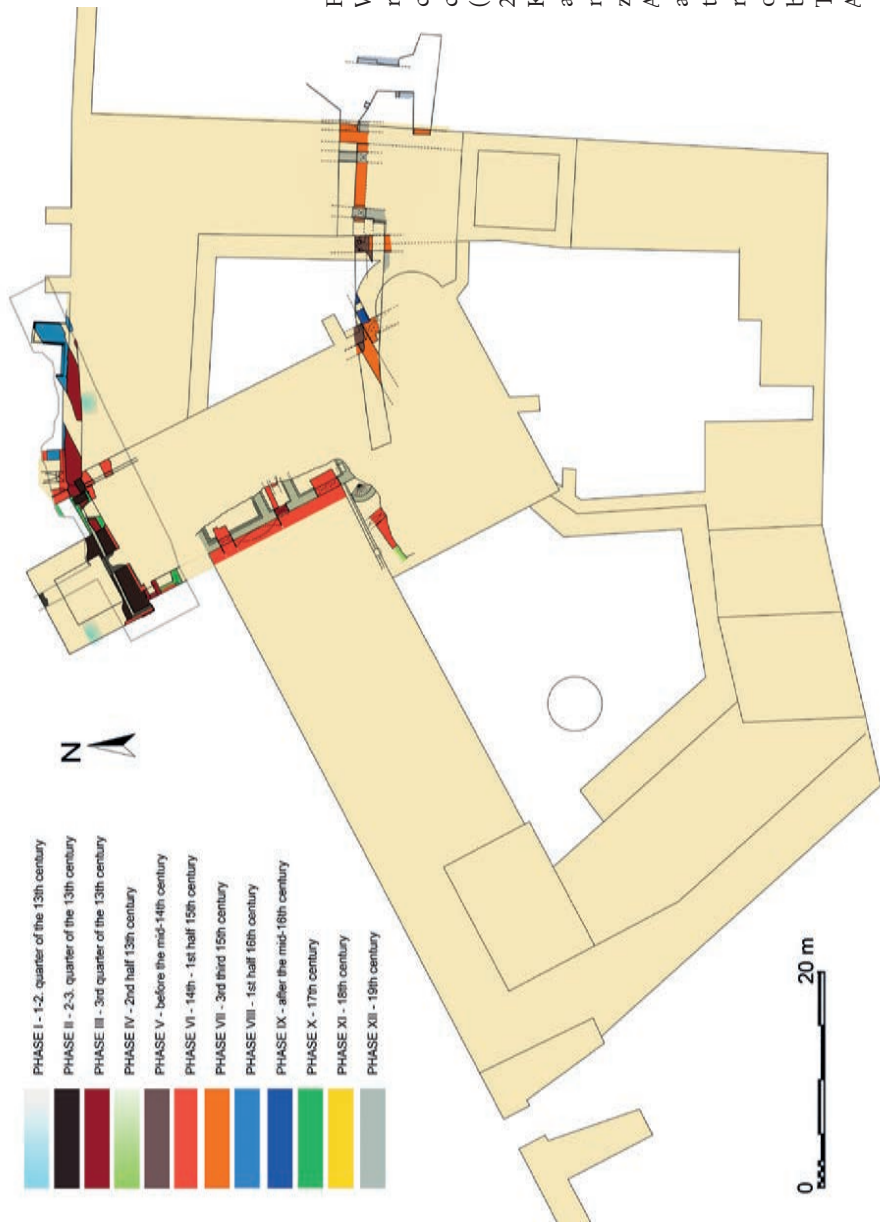 PHASE I - 1-2. quarter of the 13th century
PHASE II - 2-3. quarter of the 13th century
PHASE III - 3rd quarter of the 13th century
PHASE IV - 2nd half 13th century
PHASE V - before the mid-14th century
PHASE VI - 14th - 1st half 15th century
PHASE VII - 3rd third 15th century
PHASE VIII - 1st half 16th century
PHASE IX - after the mid-16th century
PHASE X - 17th century
PHASE XI - 18th century
PHASE XII - 19th century
N
0 20 m